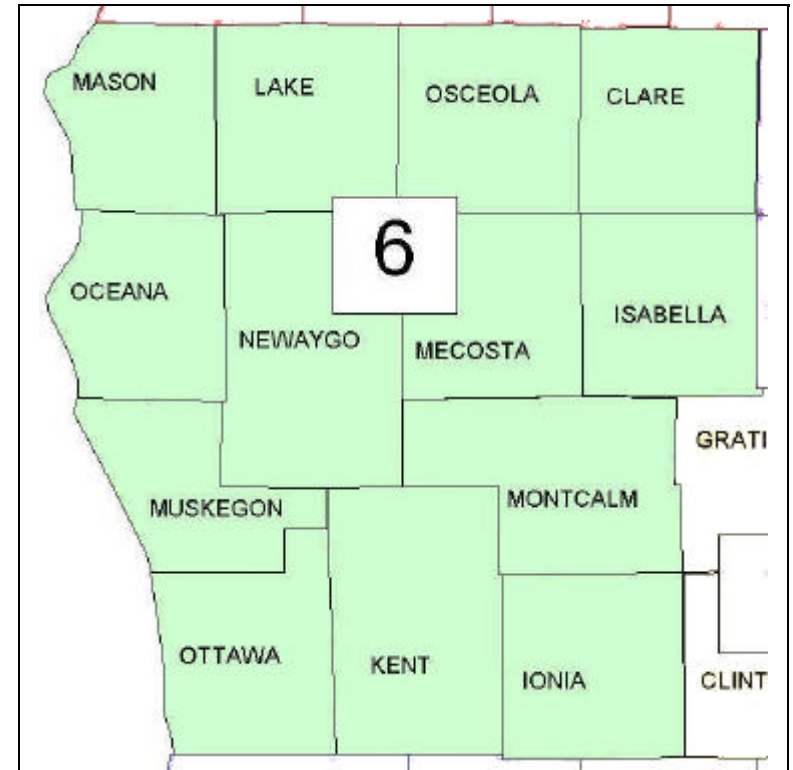 MASON
LAKE
OSCEOLA
CLARE
6
OCEANA
NEWAYGO
MECOSTA
ISABELLA
GRATI
MUSKEGON
MONTCALM
OTTAWA
KENT
IONIA
CLINT